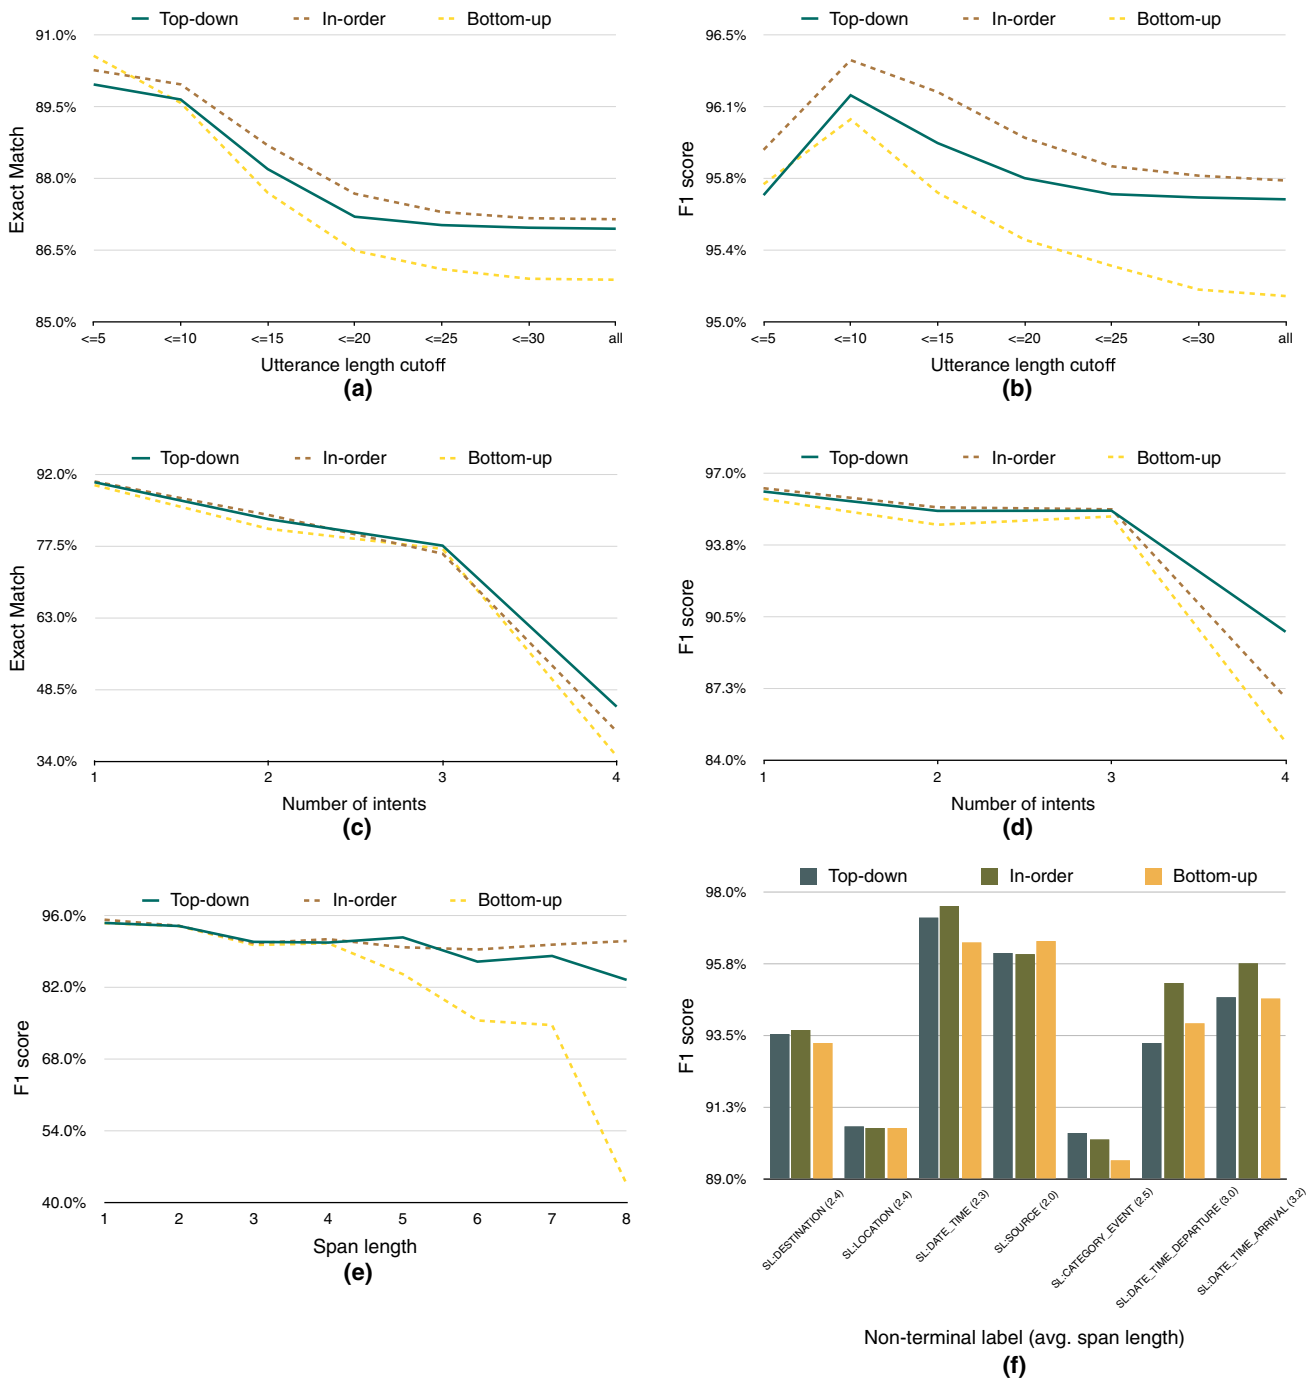 Top-down In-order Bottom-up
91.0%
89.5%
88.0%
86.5%
85.0%
Exact Match
<=5 <=10 <=15 <=20 <=25 <=30 all
Utterance length cutoff
(a)
Top-down In-order Bottom-up
96.5%
96.1%
95.8%
95.4%
95.0%
F1 score
<=5 <=10 <=15 <=20 <=25 <=30 all
Utterance length cutoff
(b)
Top-down In-order Bottom-up
92.0%
77.5%
63.0%
48.5%
34.0%
Exact Match
1 2 3 4
Number of intents
(c)
Top-down In-order Bottom-up
97.0%
93.8%
90.5%
87.3%
84.0%
F1 score
1 2 3 4
Number of intents
(d)
Top-down In-order Bottom-up
96.0%
82.0%
68.0%
54.0%
40.0%
F1 score
1 2 3 4 5 6 7 8
Span length
(e)
Top-down In-order Bottom-up
98.0%
95.8%
93.5%
91.3%
89.0%
F1 score
SL:DESTINATION (2.4)
SL:LOCATION (2.4)
SL:DATE_TIME (2.3)
SL:SOURCE (2.0)
SL:CATEGORY_EVENT (2.5)
SL:DATE_TIME_DEPARTURE (3.0)
SL:DATE_TIME_ARRIVAL (3.2)
Non-terminal label (avg. span length)
(f)